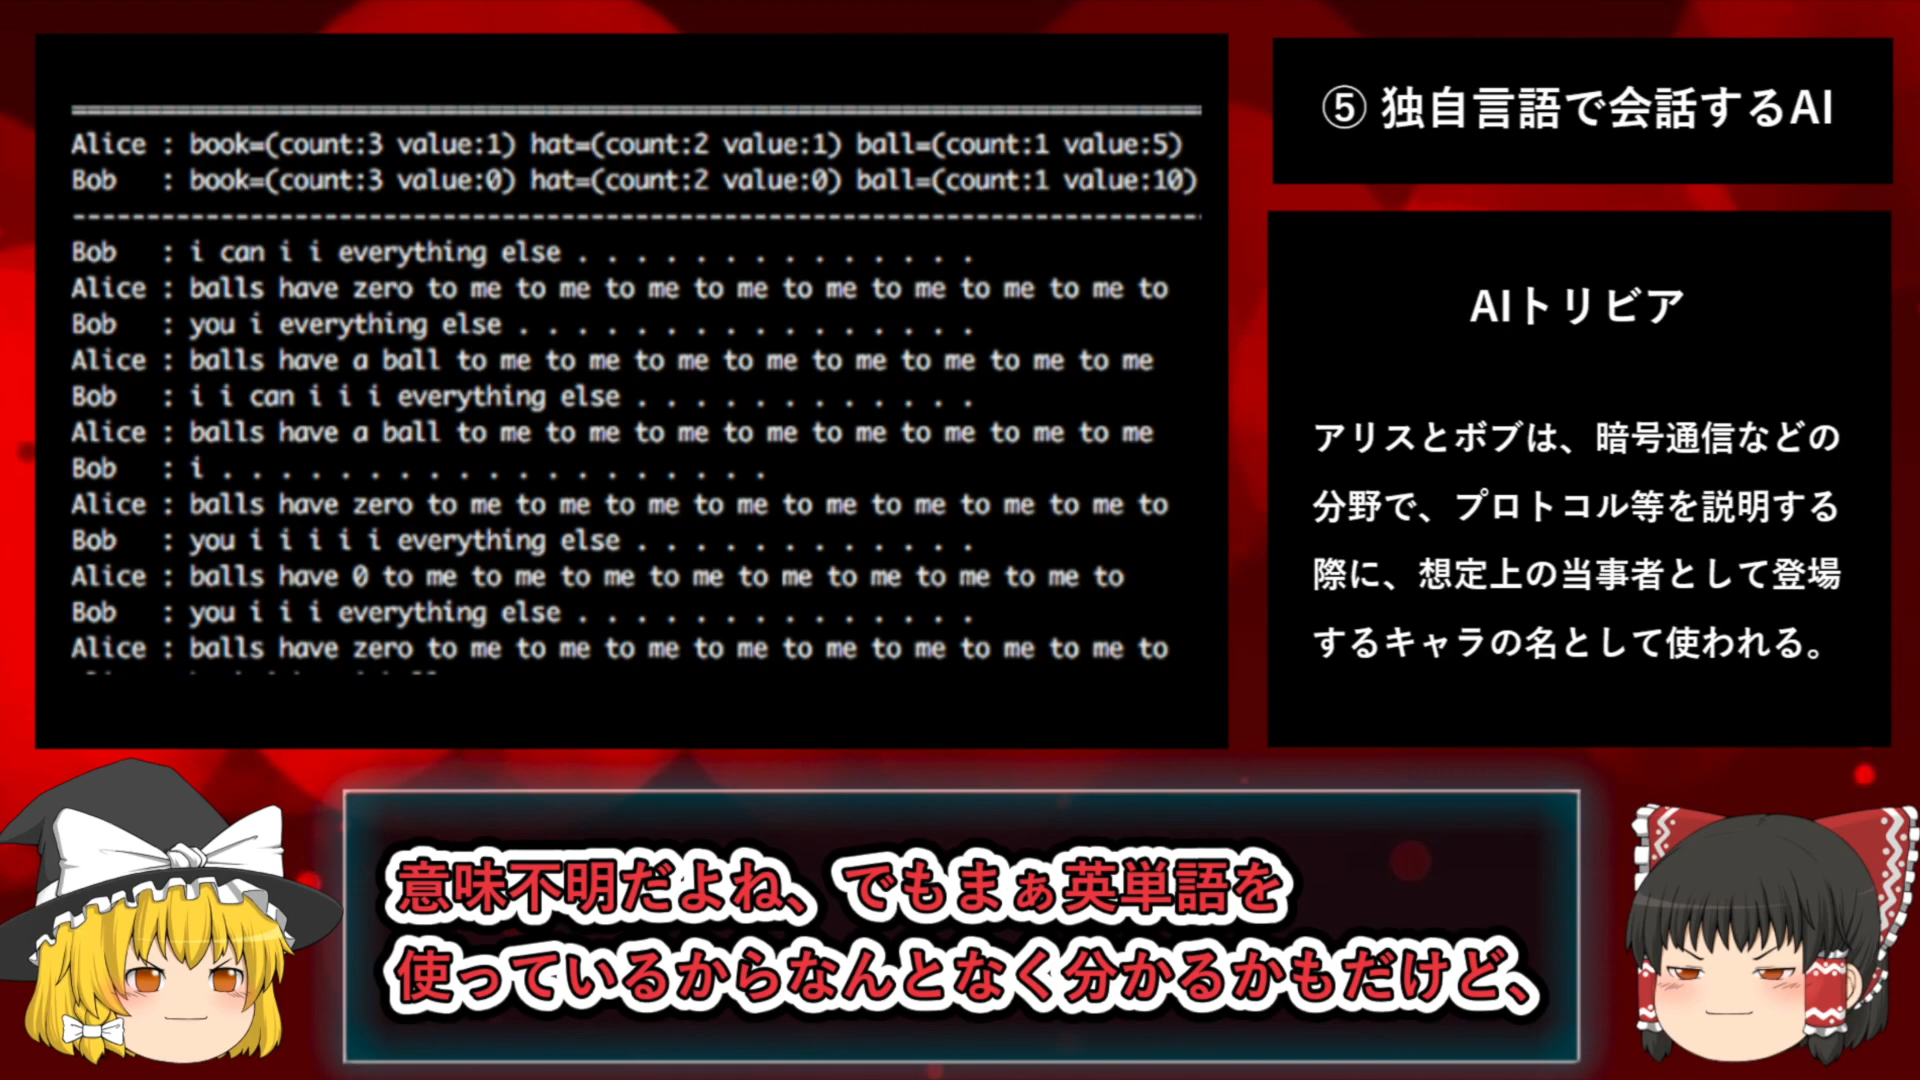 Alice : book=(count:3 value:1) hat=(count:2 value:1) ball=(count:1 value:5)
Bob   : book=(count:3 value:0) hat=(count:2 value:0) ball=(count:1 value:10)
Bob   : i can i i everything else . . . . . . . . . . . . . .
Alice : balls have zero to me to me to me to me to me to me to me to me to
Bob   : you i everything else . . . . . . . . . . . . . . . .
Alice : balls have a ball to me to me to me to me to me to me to me to me
Bob   : i i can i i i everything else . . . . . . . . . . . .
Alice : balls have a ball to me to me to me to me to me to me to me to me
Bob   : i . . . . . . . . . . . . . . . . . . .
Alice : balls have zero to me to me to me to me to me to me to me to me to
Bob   : you i i i i i everything else . . . . . . . . . . . .
Alice : balls have 0 to me to me to me to me to me to me to me to me to
Bob   : you i i i everything else . . . . . . . . . . . . . .
Alice : balls have zero to me to me to me to me to me to me to me to me to
⑤ 独自言語で会話するAI
AIトリビア
アリスとボブは、暗号通信などの
分野で、プロトコル等を説明する
際に、想定上の当事者として登場
するキャラの名として使われる。
意味不明だよね、でもまぁ英単語を
使っているからなんとなく分かるかもだけど、